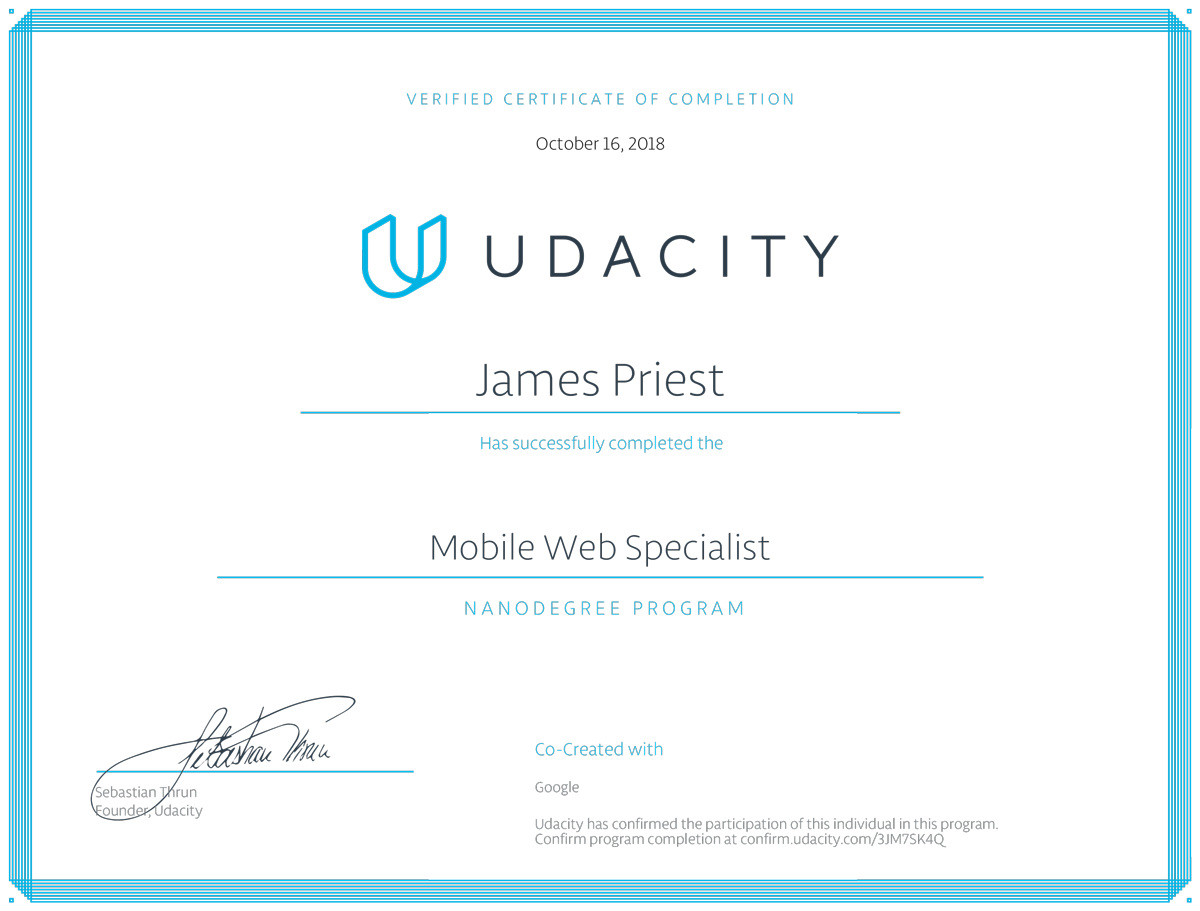 VERIFIED CERTIFICATE OF COMPLETION
October 16, 2018
UDACITY
James Priest
Has successfully completed the
Mobile Web Specialist
NANODEGREE PROGRAM
Sebastian Thrun
Sebastian Thrun
Founder, Udacity
Co-Created with
Google
Udacity has confirmed the participation of this individual in this program.
Confirm program completion at confirm.udacity.com/3JM7SK4Q